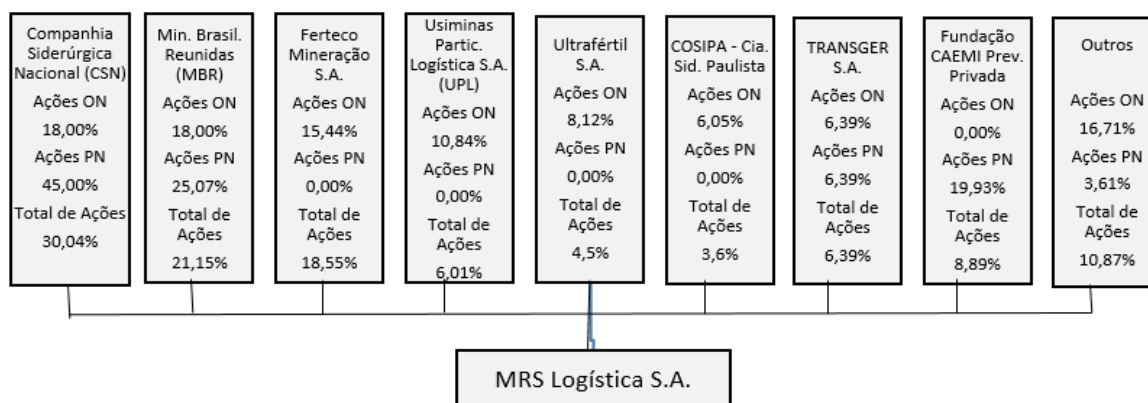 Companhia
Siderúrgica
Nacional (CSN)
Ações ON
18,00%
Ações PN
45,00%
Total de Ações
30,04%
Min. Brasil.
Reunidas
(MBR)
Ações ON
18,00%
Ações PN
25,07%
Total de
Ações
21,15%
Ferteco
Mineração
S.A.
Ações ON
15,44%
Ações PN
0,00%
Total de
Ações
18,55%
Usiminas
Partic.
Logística S.A.
(UPL)
Ações ON
10,84%
Ações PN
0,00%
Total de
Ações
6,01%
Ultrafértil
S.A.
Ações ON
8,12%
Ações PN
0,00%
Total de
Ações
4,5%
COSIPA - Cia.
Sid. Paulista
Ações ON
6,05%
Ações PN
0,00%
Total de
Ações
3,6%
TRANSGER
S.A.
Ações ON
6,39%
Ações PN
6,39%
Total de
Ações
6,39%
Fundação
CAEMI Prev.
Privada
Ações ON
0,00%
Ações PN
19,93%
Total de
Ações
8,89%
Outros
Ações ON
16,71%
Ações PN
3,61%
Total de
Ações
10,87%
MRS Logística S.A.